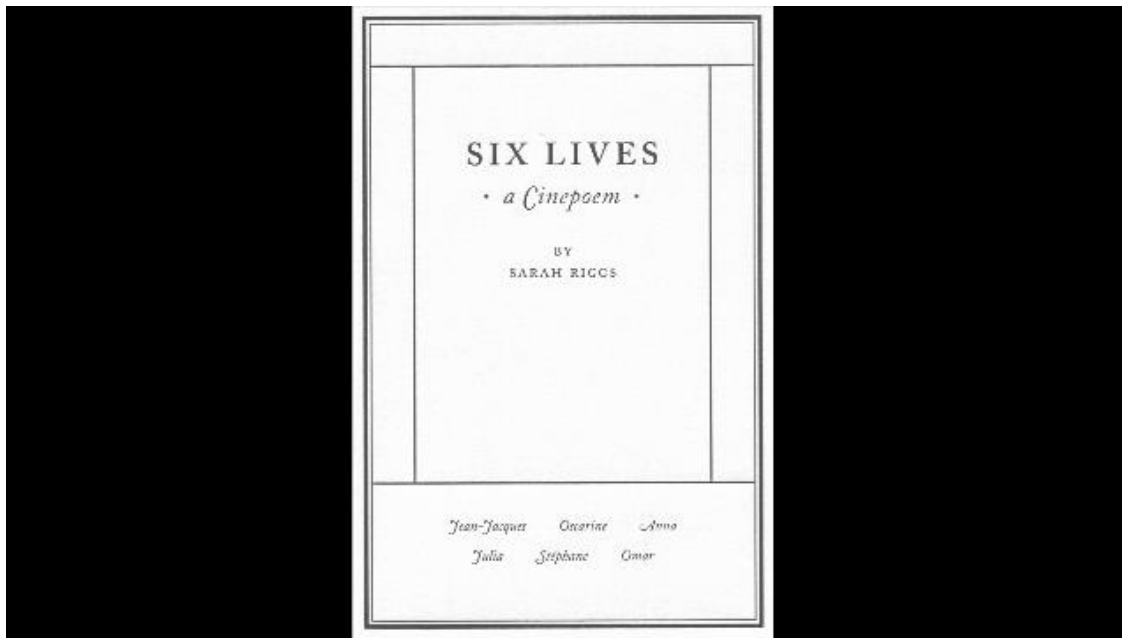 SIX LIVES
· a Cinepoem ·
BY
SARAH RIGGS
Jean-Jacques Oscarine Anna
Julia Stéphane Omar